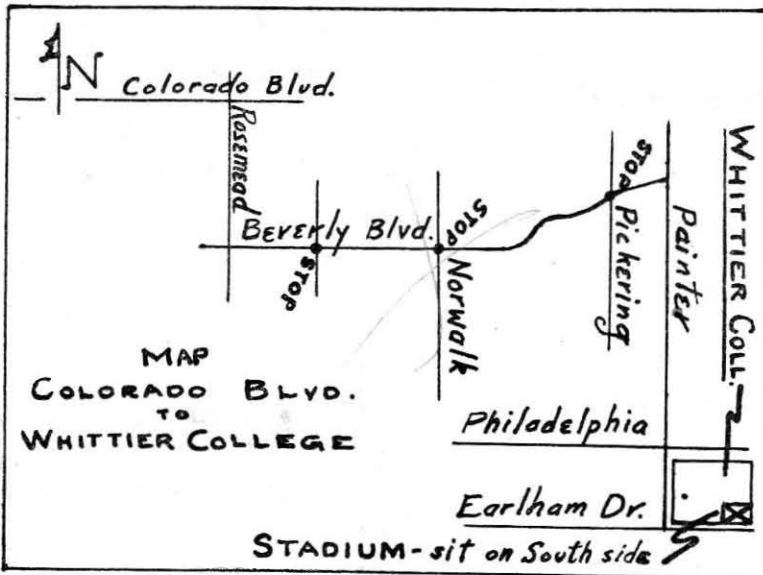 N
Colorado Blvd.
Rosemead
Beverly Blvd.
STOP
STOP
Norwalk
STOP
Pickering
Painter
WHITTIER COLL.
MAP
COLORADO BLVD.
TO
WHITTIER COLLEGE
Philadelphia
Earlham Dr.
STADIUM - sit on South side